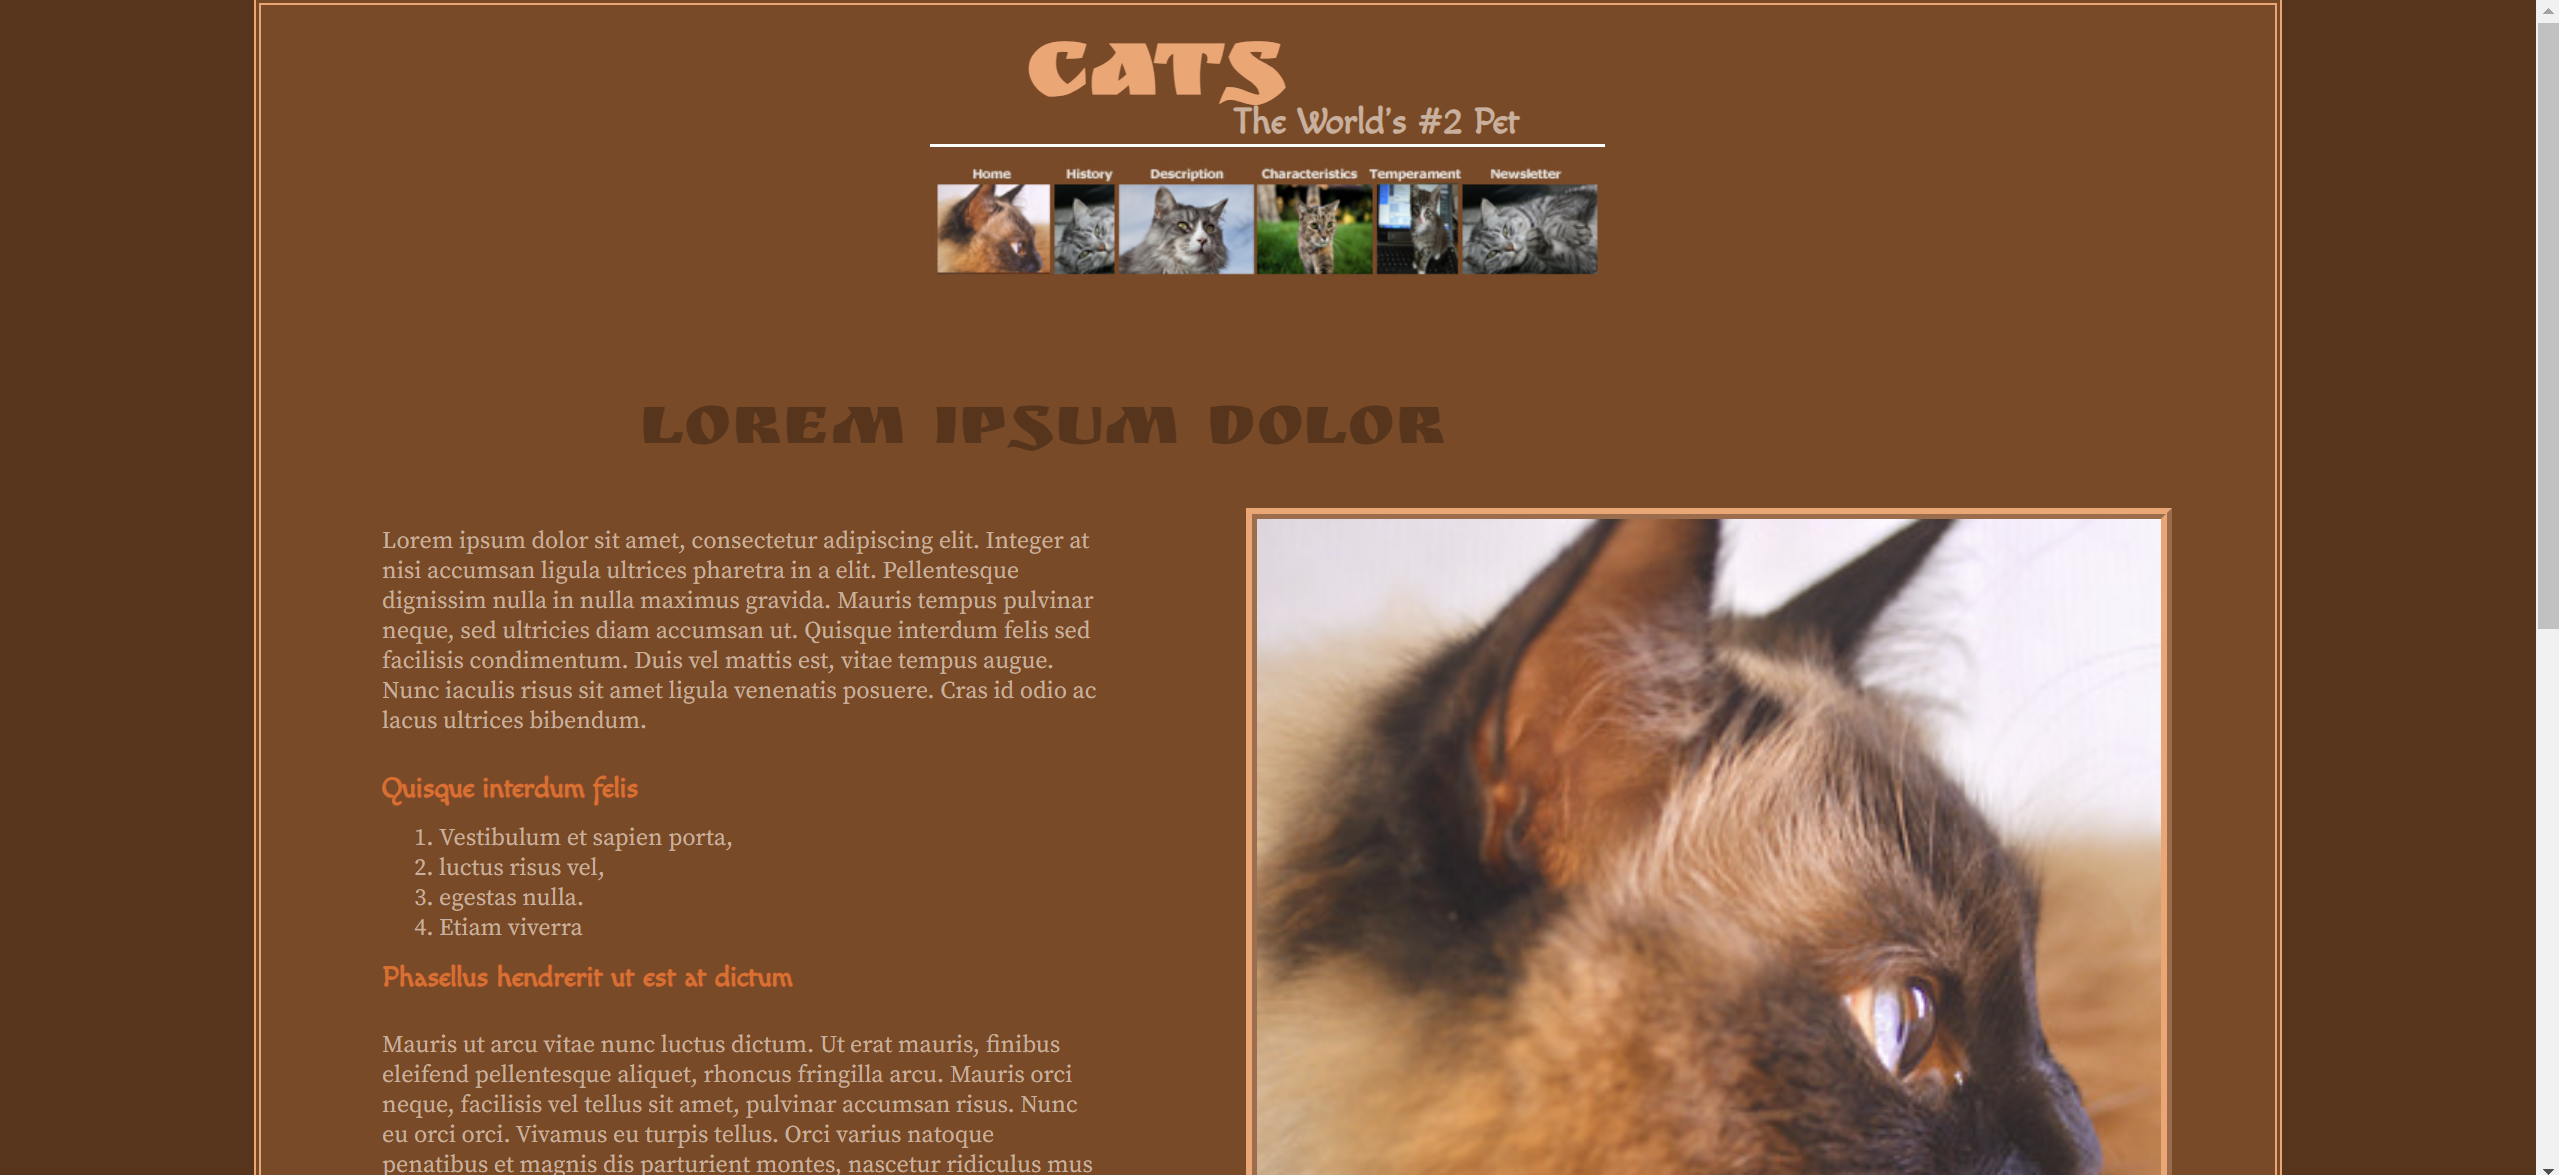 CATS
The World's #2 Pet
Home History Description Characteristics Temperament Newsletter
LOREM IPSUM DOLOR
Lorem ipsum dolor sit amet, consectetur adipiscing elit. Integer at
nisi accumsan ligula ultrices pharetra in a elit. Pellentesque
dignissim nulla in nulla maximus gravida. Mauris tempus pulvinar
neque, sed ultricies diam accumsan ut. Quisque interdum felis sed
facilisis condimentum. Duis vel mattis est, vitae tempus augue.
Nunc iaculis risus sit amet ligula venenatis posuere. Cras id odio ac
lacus ultrices bibendum.
Quisque interdum felis
1. Vestibulum et sapien porta,
2. luctus risus vel,
3. egestas nulla.
4. Etiam viverra
Phasellus hendrerit ut est at dictum
Mauris ut arcu vitae nunc luctus dictum. Ut erat mauris, finibus
eleifend pellentesque aliquet, rhoncus fringilla arcu. Mauris orci
neque, facilisis vel tellus sit amet, pulvinar accumsan risus. Nunc
eu orci orci. Vivamus eu turpis tellus. Orci varius natoque
penatibus et magnis dis parturient montes, nascetur ridiculus mus